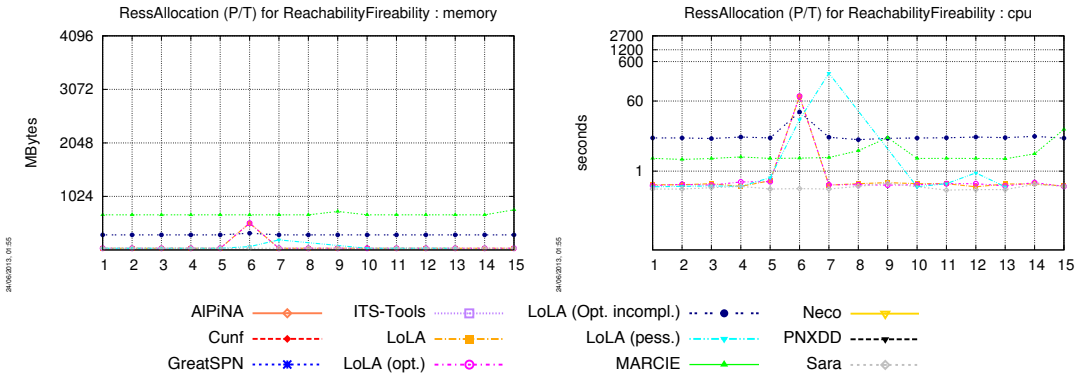 RessAllocation (P/T) for ReachabilityFireability : memory
4096
3072
2048
1024
MBytes
1 2 3 4 5 6 7 8 9 10 11 12 13 14 15
24/06/2013, 01:55
RessAllocation (P/T) for ReachabilityFireability : cpu
2700
1200
600
60
1
seconds
1 2 3 4 5 6 7 8 9 10 11 12 13 14 15
24/06/2013, 01:55
AlPiNA ITS-Tools LoLA (Opt. incompl.) Neco
Cunf LoLA LoLA (pess.) PNXDD
GreatSPN LoLA (opt.) MARCIE Sara